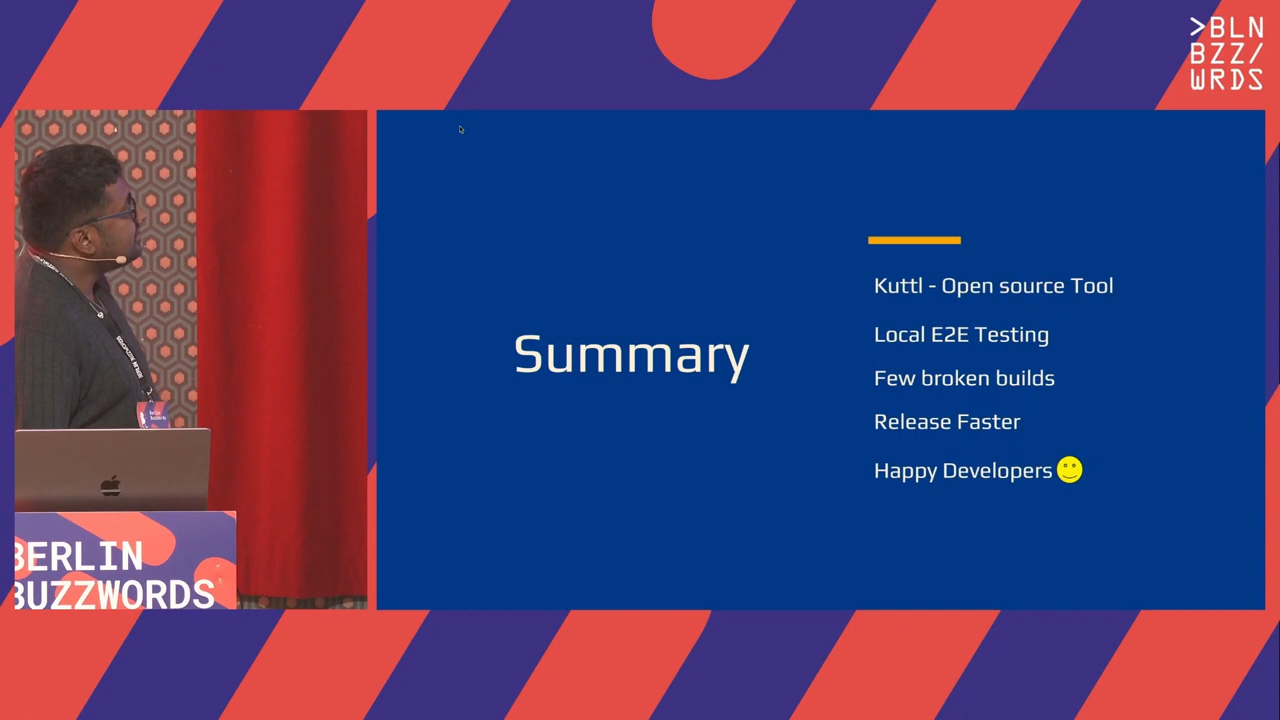 >BLN
BZZ/
WRDS
Summary
Kuttl - Open source Tool
Local E2E Testing
Few broken builds
Release Faster
Happy Developers
BERLIN
BUZZWORDS